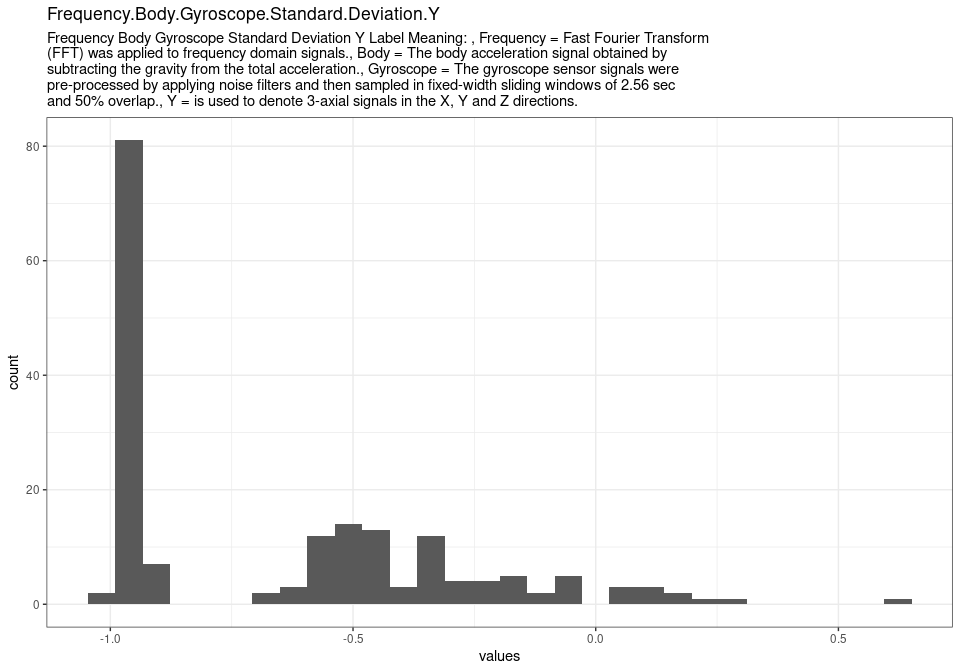 Frequency.Body.Gyroscope.Standard.Deviation.Y
Frequency Body Gyroscope Standard Deviation Y Label Meaning: , Frequency = Fast Fourier Transform
(FFT) was applied to frequency domain signals., Body = The body acceleration signal obtained by
subtracting the gravity from the total acceleration., Gyroscope = The gyroscope sensor signals were
pre-processed by applying noise filters and then sampled in fixed-width sliding windows of 2.56 sec
and 50% overlap., Y = is used to denote 3-axial signals in the X, Y and Z directions.
80
60
40
20
0
count
-1.0 -0.5 0.0 0.5
values